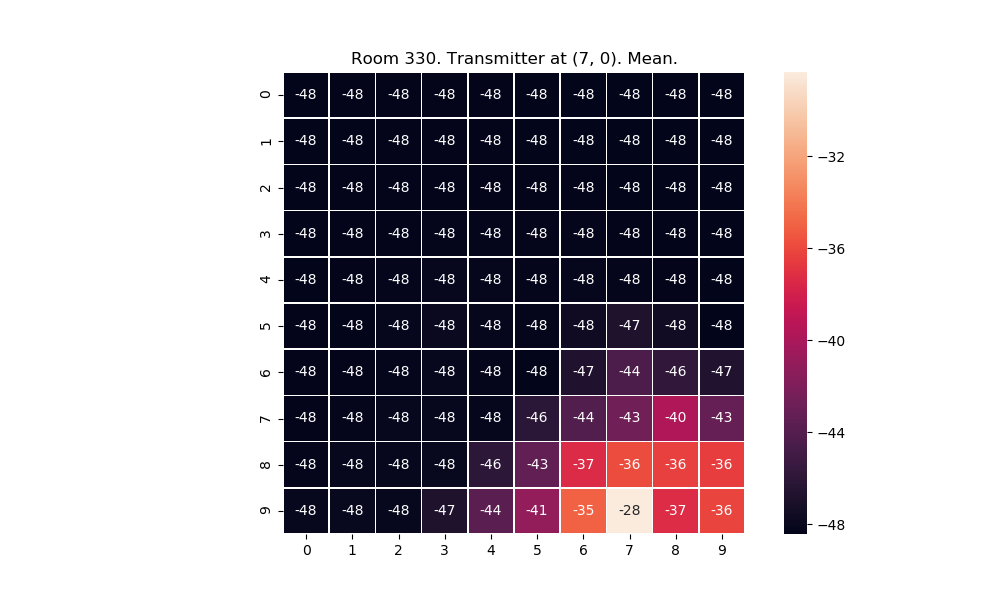 Room 330. Transmitter at (7, 0). Mean.
0 -48 -48 -48 -48 -48 -48 -48 -48 -48 -48
1 -48 -48 -48 -48 -48 -48 -48 -48 -48 -48
2 -48 -48 -48 -48 -48 -48 -48 -48 -48 -48
3 -48 -48 -48 -48 -48 -48 -48 -48 -48 -48
4 -48 -48 -48 -48 -48 -48 -48 -48 -48 -48
5 -48 -48 -48 -48 -48 -48 -48 -47 -48 -48
6 -48 -48 -48 -48 -48 -48 -47 -44 -46 -47
7 -48 -48 -48 -48 -48 -46 -44 -43 -40 -43
8 -48 -48 -48 -48 -46 -43 -37 -36 -36 -36
9 -48 -48 -48 -47 -44 -41 -35 -28 -37 -36
0 1 2 3 4 5 6 7 8 9
−32
−36
−40
−44
−48